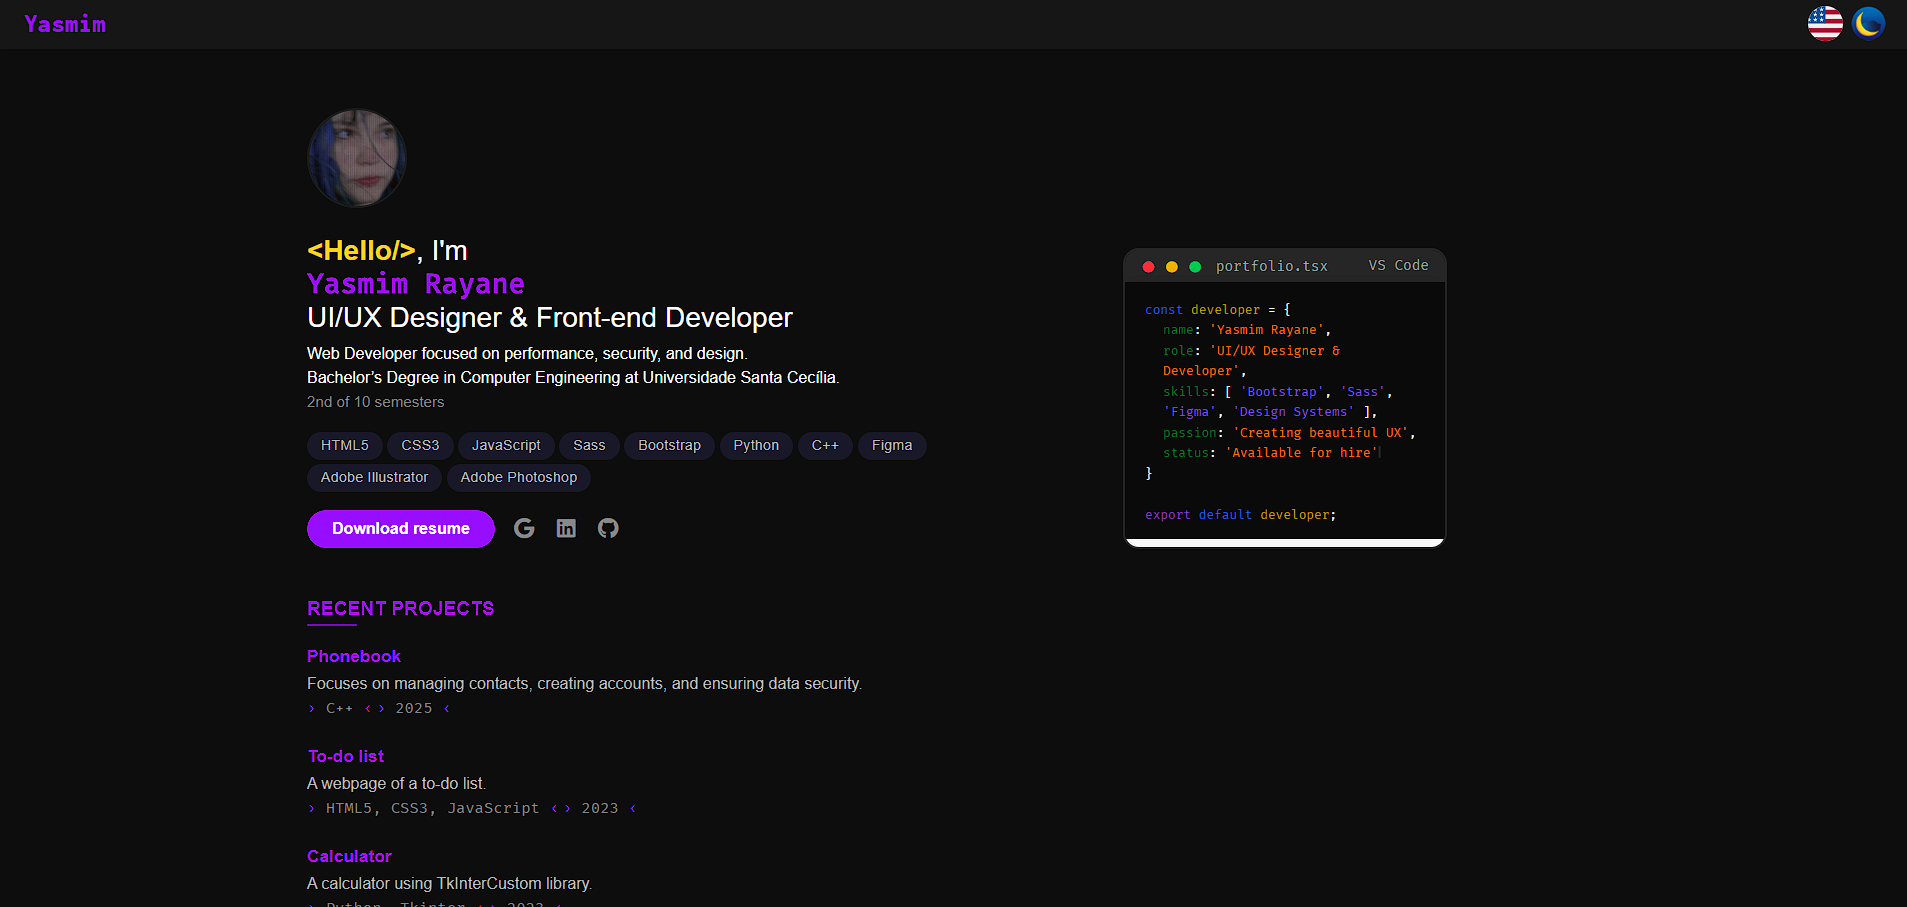 Yasmim
<Hello/>, I'm
Yasmim Rayane
UI/UX Designer & Front-end Developer
Web Developer focused on performance, security, and design.
Bachelor’s Degree in Computer Engineering at Universidade Santa Cecília.
2nd of 10 semesters
HTML5 CSS3 JavaScript Sass Bootstrap Python C++ Figma
Adobe Illustrator Adobe Photoshop
Download resume
portfolio.tsx VS Code
const developer = {
name: 'Yasmim Rayane',
role: 'UI/UX Designer &
Developer',
skills: [ 'Bootstrap', 'Sass',
'Figma', 'Design Systems' ],
passion: 'Creating beautiful UX',
status: 'Available for hire'
}
export default developer;
RECENT PROJECTS
Phonebook
Focuses on managing contacts, creating accounts, and ensuring data security.
› C++ ‹ › 2025 ‹
To-do list
A webpage of a to-do list.
› HTML5, CSS3, JavaScript ‹ › 2023 ‹
Calculator
A calculator using TkInterCustom library.
› Python, Tkinter ‹ › 2023 ‹